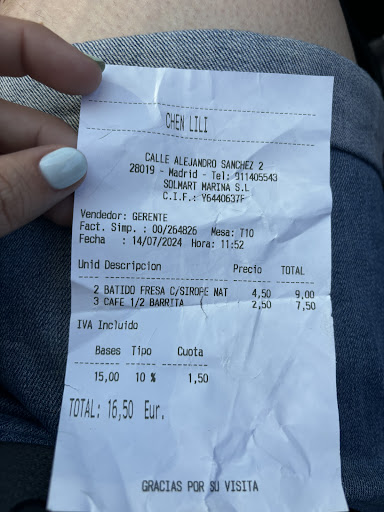 CHEN LILI
CALLE ALEJANDRO SANCHEZ 2
28019 - Madrid - Tel: 911405543
SOLMART MARINA S.L
C.I.F.: Y6440637F
Vendedor: GERENTE
Fact. Simp. : 00/264826 Mesa: T10
Fecha : 14/07/2024 Hora: 11:52
Unid Descripcion Precio TOTAL
2 BATIDO FRESA C/SIROPE NAT 4,50 9,00
3 CAFE 1/2 BARRITA ( 2,50 7,50
IVA Incluido
Bases Tipo Cuota
15,00 10 % 1,50
TOTAL: 16,50 Eur.
GRACIAS POR SU VISITA